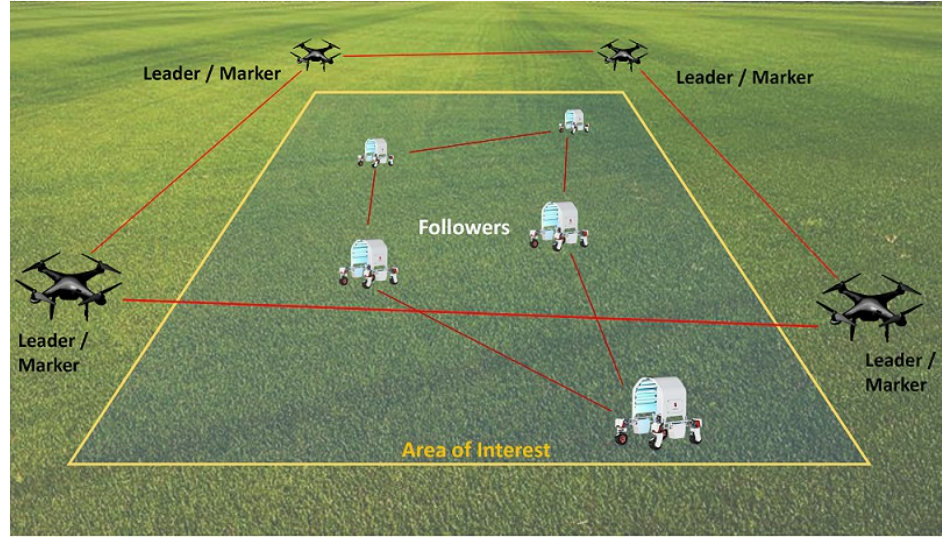 Leader / Marker
Leader / Marker
Followers
Leader /
Marker
Leader /
Marker
Area of Interest